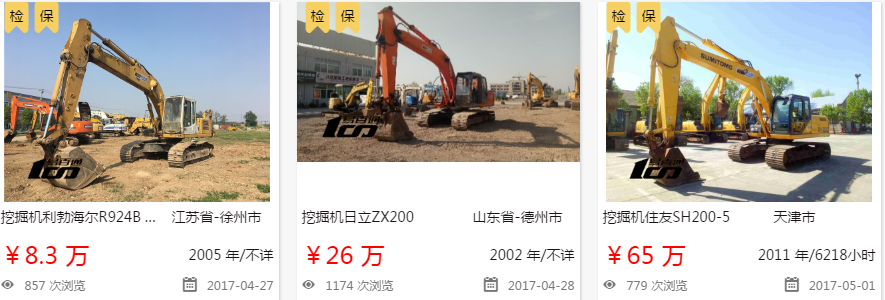 检 保
检 保
检 保
SUMITOMO
挖掘机利勃海尔R924B ... 江苏省-徐州市
挖掘机日立ZX200 山东省-德州市
挖掘机住友SH200-5 天津市
¥8.3 万 2005 年/不详
¥26 万 2002 年/不详
¥65 万 2011 年/6218小时
857 次浏览 2017-04-27
1174 次浏览 2017-04-28
779 次浏览 2017-05-01